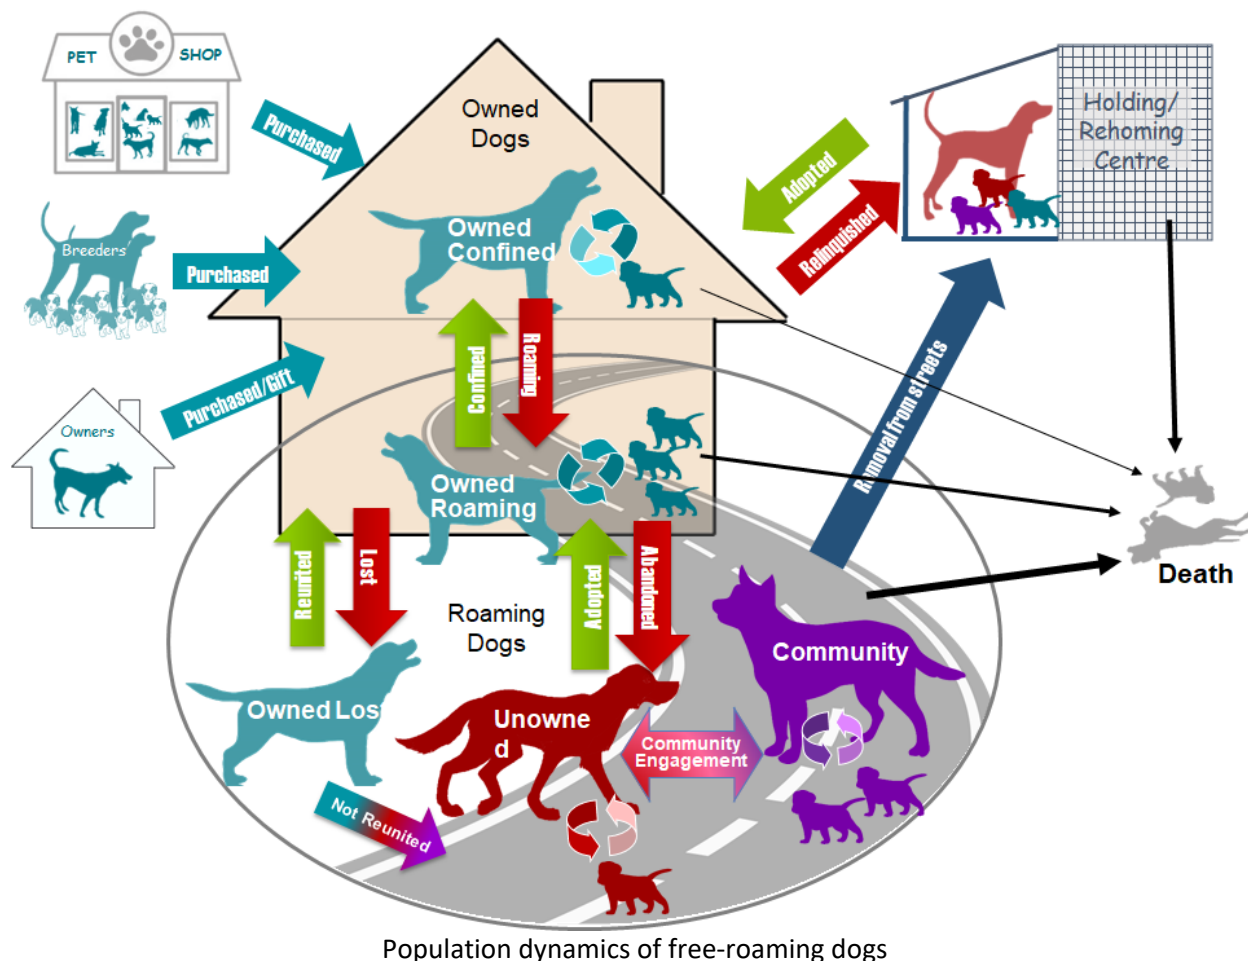 PET SHOP
Purchased
Owned
Dogs
Holding/
Rehoming
Centre
Adopted
Relinquished
Owned
Confined
Breeders
Purchased
Confined
Roaming
Purchased/Gift
Owners
Removal from streets
Owned
Roaming
Reunited
Lost
Adopted
Abandoned
Death
Roaming
Dogs
Community
Owned Lost
Unowne
d
Community
Engagement
Not Reunited
Population dynamics of free-roaming dogs